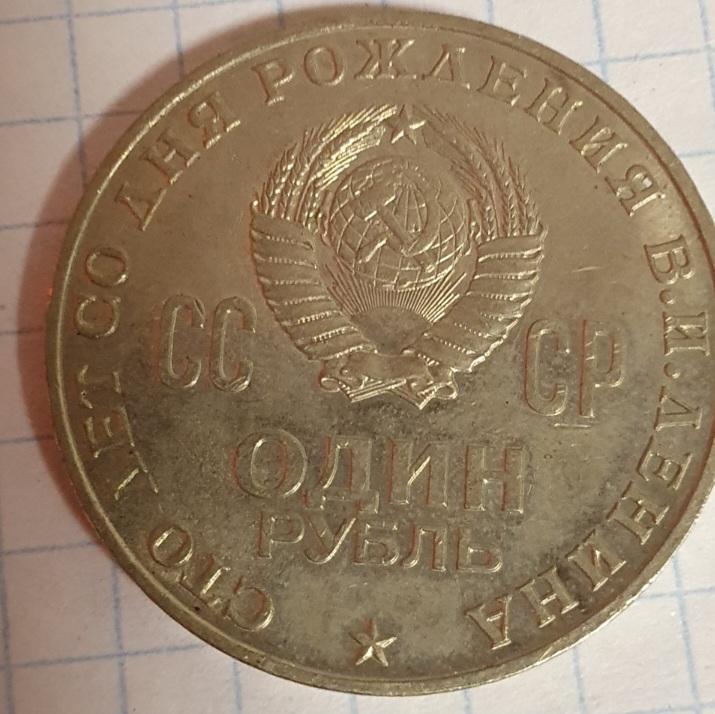 СТО ЛЕТ СО ДНЯ РОЖДЕНИЯ В.И.ЛЕНИНА
СС СР
ОДИН
РУБЛЬ